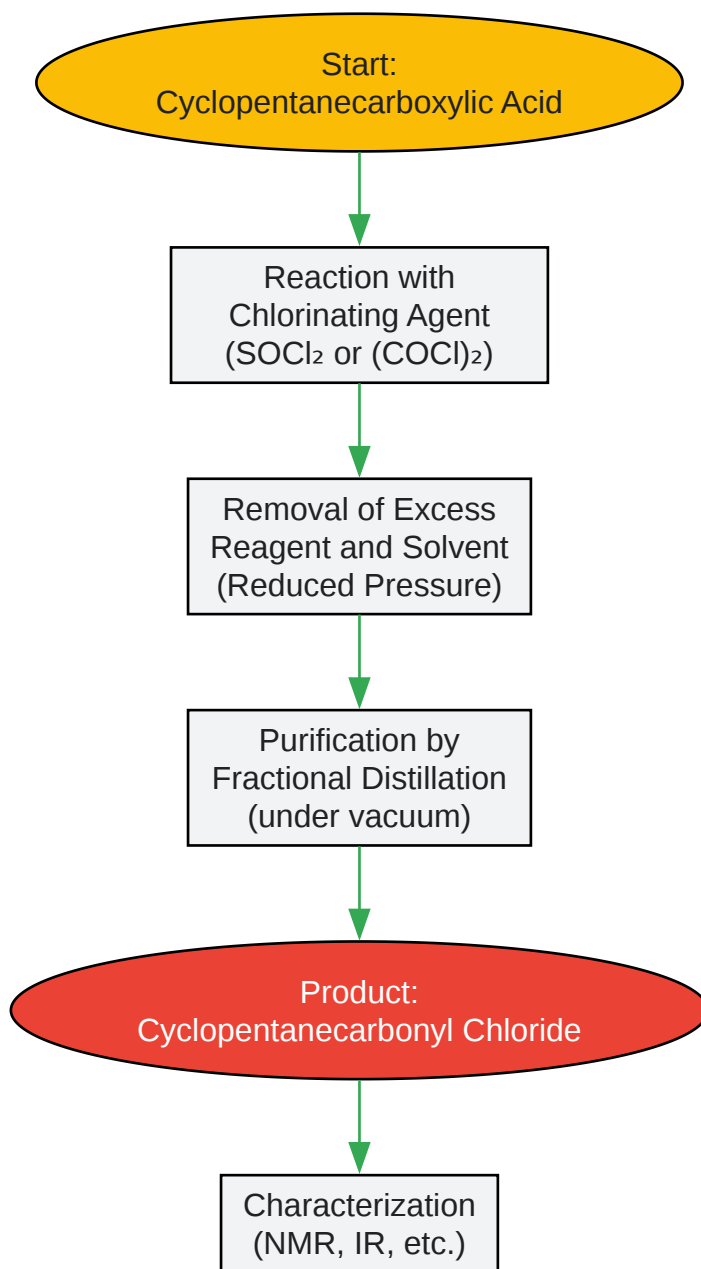 Start:
Cyclopentanecarboxylic Acid
Reaction with
Chlorinating Agent
(SOCl₂ or (COCl)₂)
Removal of Excess
Reagent and Solvent
(Reduced Pressure)
Purification by
Fractional Distillation
(under vacuum)
Product:
Cyclopentanecarbonyl Chloride
Characterization
(NMR, IR, etc.)